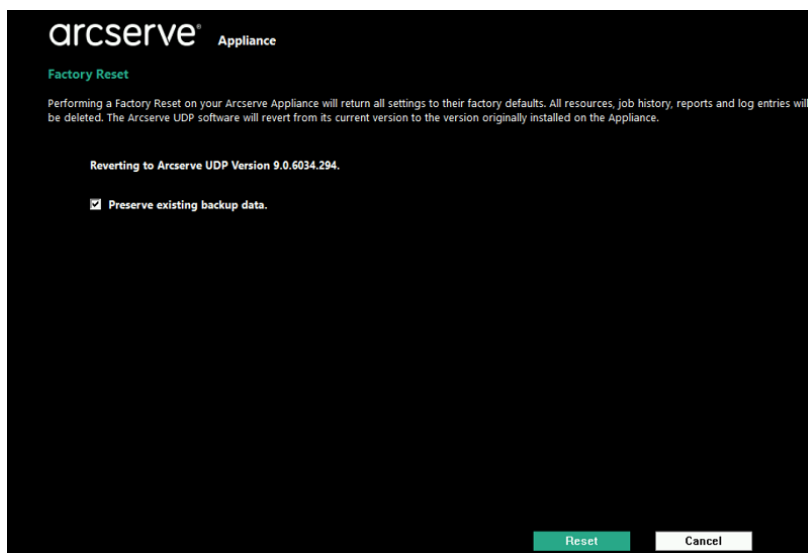 arcserve® Appliance
Factory Reset
Performing a Factory Reset on your Arcserve Appliance will return all settings to their factory defaults. All resources, job history, reports and log entries will
be deleted. The Arcserve UDP software will revert from its current version to the version originally installed on the Appliance.
Reverting to Arcserve UDP Version 9.0.6034.294.
Preserve existing backup data.
Reset Cancel